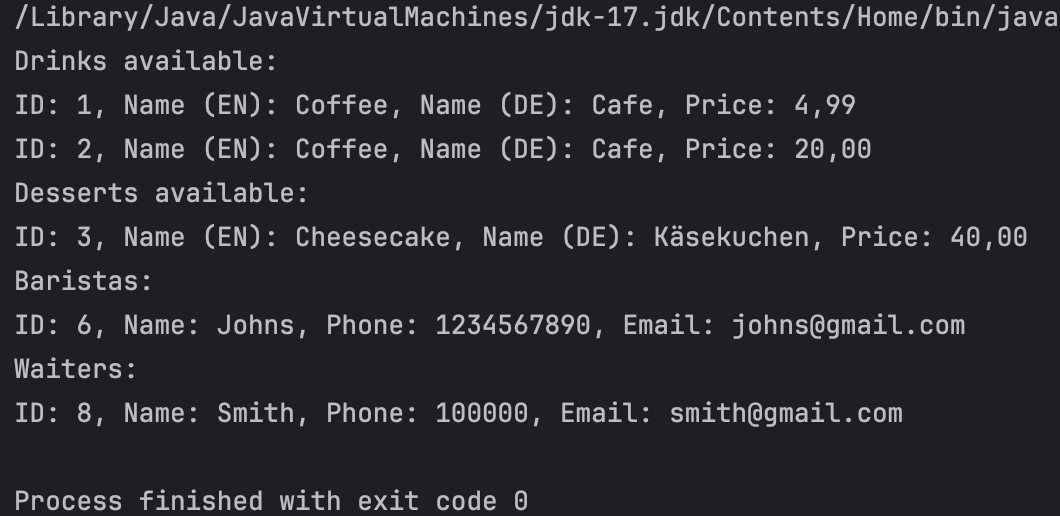 /Library/Java/JavaVirtualMachines/jdk-17.jdk/Contents/Home/bin/java
Drinks available:
ID: 1, Name (EN): Coffee, Name (DE): Cafe, Price: 4,99
ID: 2, Name (EN): Coffee, Name (DE): Cafe, Price: 20,00
Desserts available:
ID: 3, Name (EN): Cheesecake, Name (DE): Käsekuchen, Price: 40,00
Baristas:
ID: 6, Name: Johns, Phone: 1234567890, Email: johns@gmail.com
Waiters:
ID: 8, Name: Smith, Phone: 100000, Email: smith@gmail.com
Process finished with exit code 0